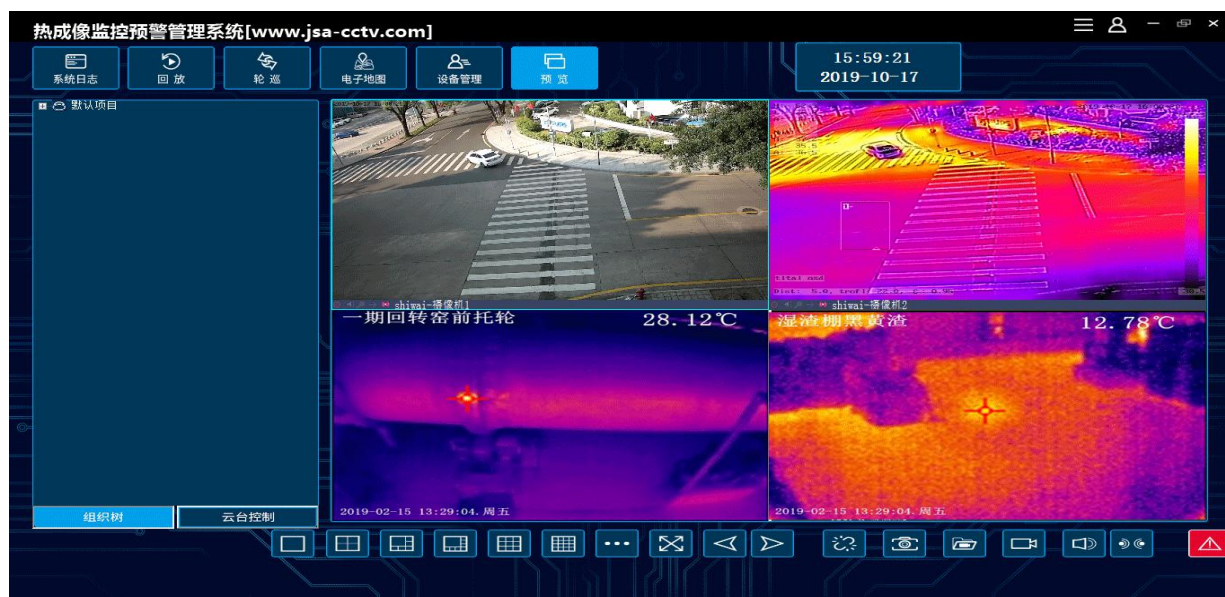 热成像监控预警管理系统[www.jsa-cctv.com]
系统日志
回 放
轮 巡
电子地图
设备管理
预 览
15:59:21
2019-10-17
默认项目
shiwai-摄像机1
shiwai-摄像机2
一期回转窑前托轮
28.12℃
湿渣棚黑黄渣
12.78℃
2019-02-15 13:29:04.周五
2019-02-15 13:29:04.周五
组织树
云台控制